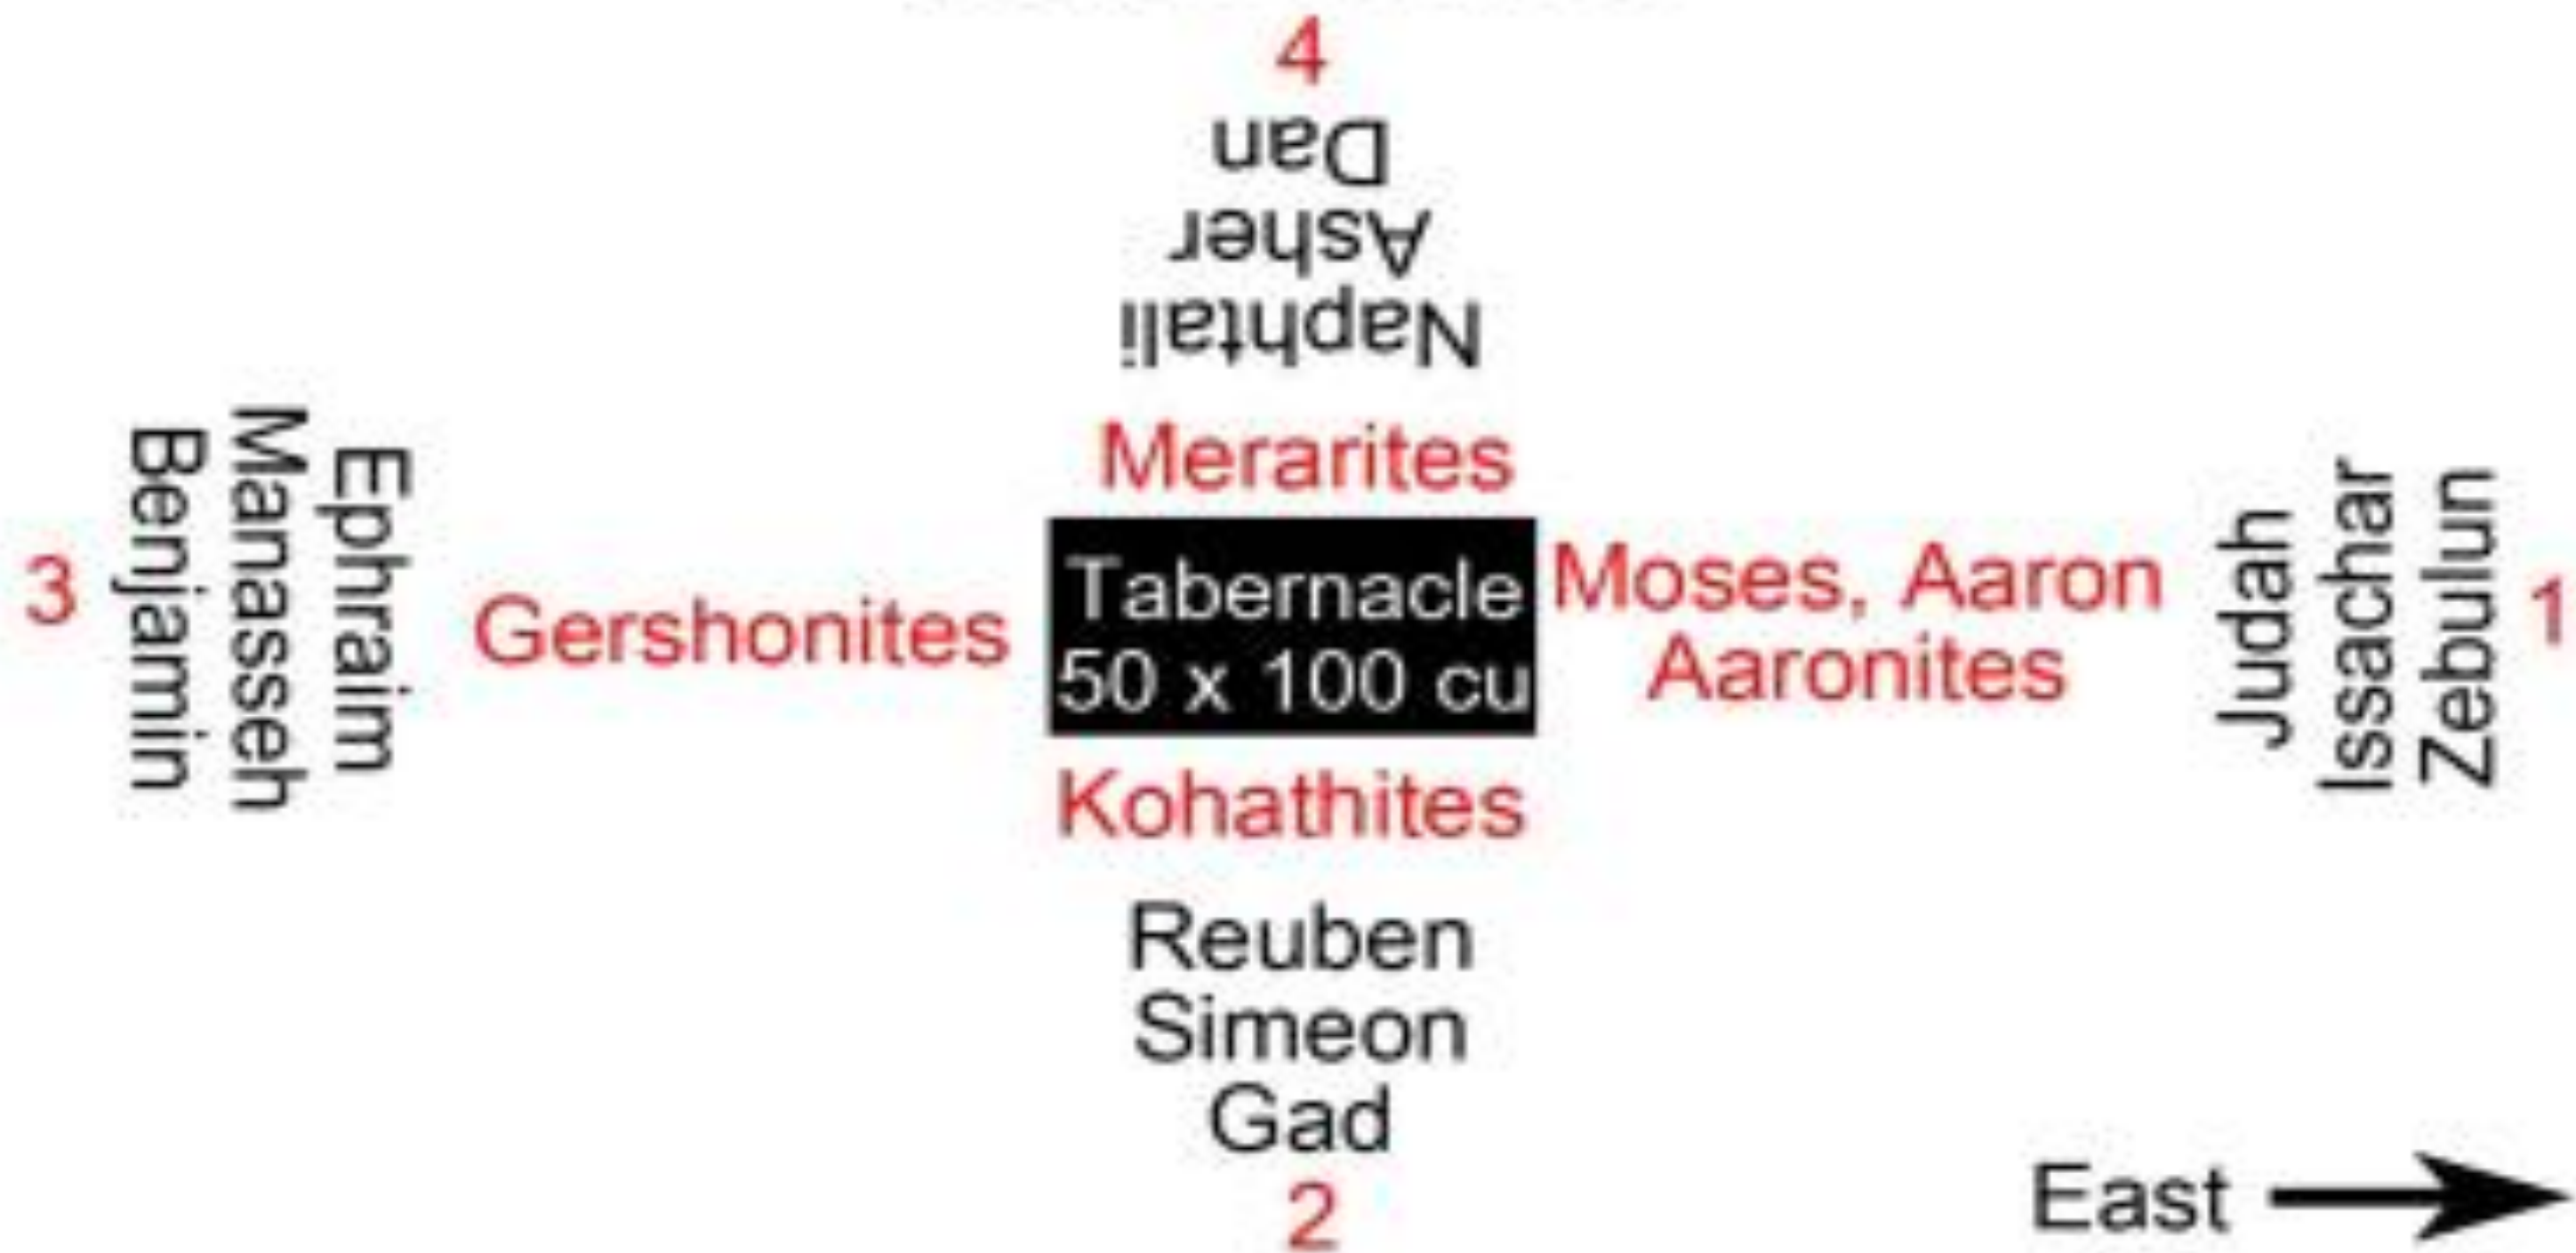 4
Dan
Asher
Naphtali
Merarites
Benjamin
Manasseh
Ephraim
3
Gershonites
Tabernacle
50 x 100 cu
Moses, Aaron
Aaronites
Judah
Issachar
Zebulun
1
Kohathites
Reuben
Simeon
Gad
2
East